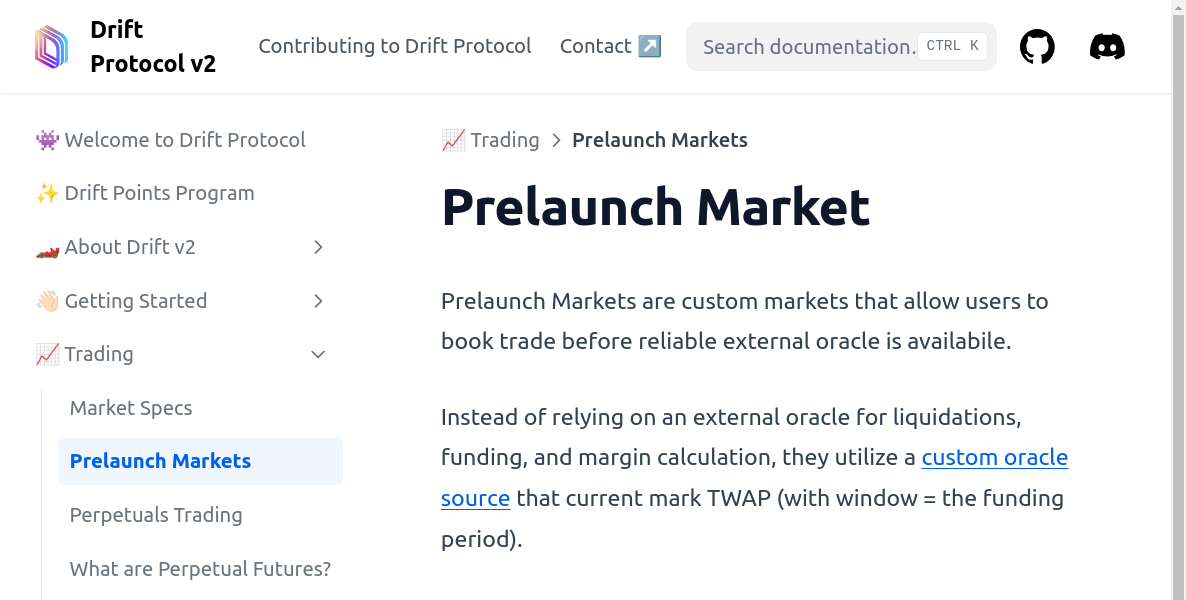 Drift
Protocol v2
Contributing to Drift Protocol
Contact ↗️
Search documentation.
CTRL K
👾 Welcome to Drift Protocol
✨ Drift Points Program
🏎️ About Drift v2
👋🏻 Getting Started
📈 Trading
Market Specs
Prelaunch Markets
Perpetuals Trading
What are Perpetual Futures?
📈 Trading > Prelaunch Markets
Prelaunch Market
Prelaunch Markets are custom markets that allow users to
book trade before reliable external oracle is availabile.
Instead of relying on an external oracle for liquidations,
funding, and margin calculation, they utilize a custom oracle
source that current mark TWAP (with window = the funding
period).